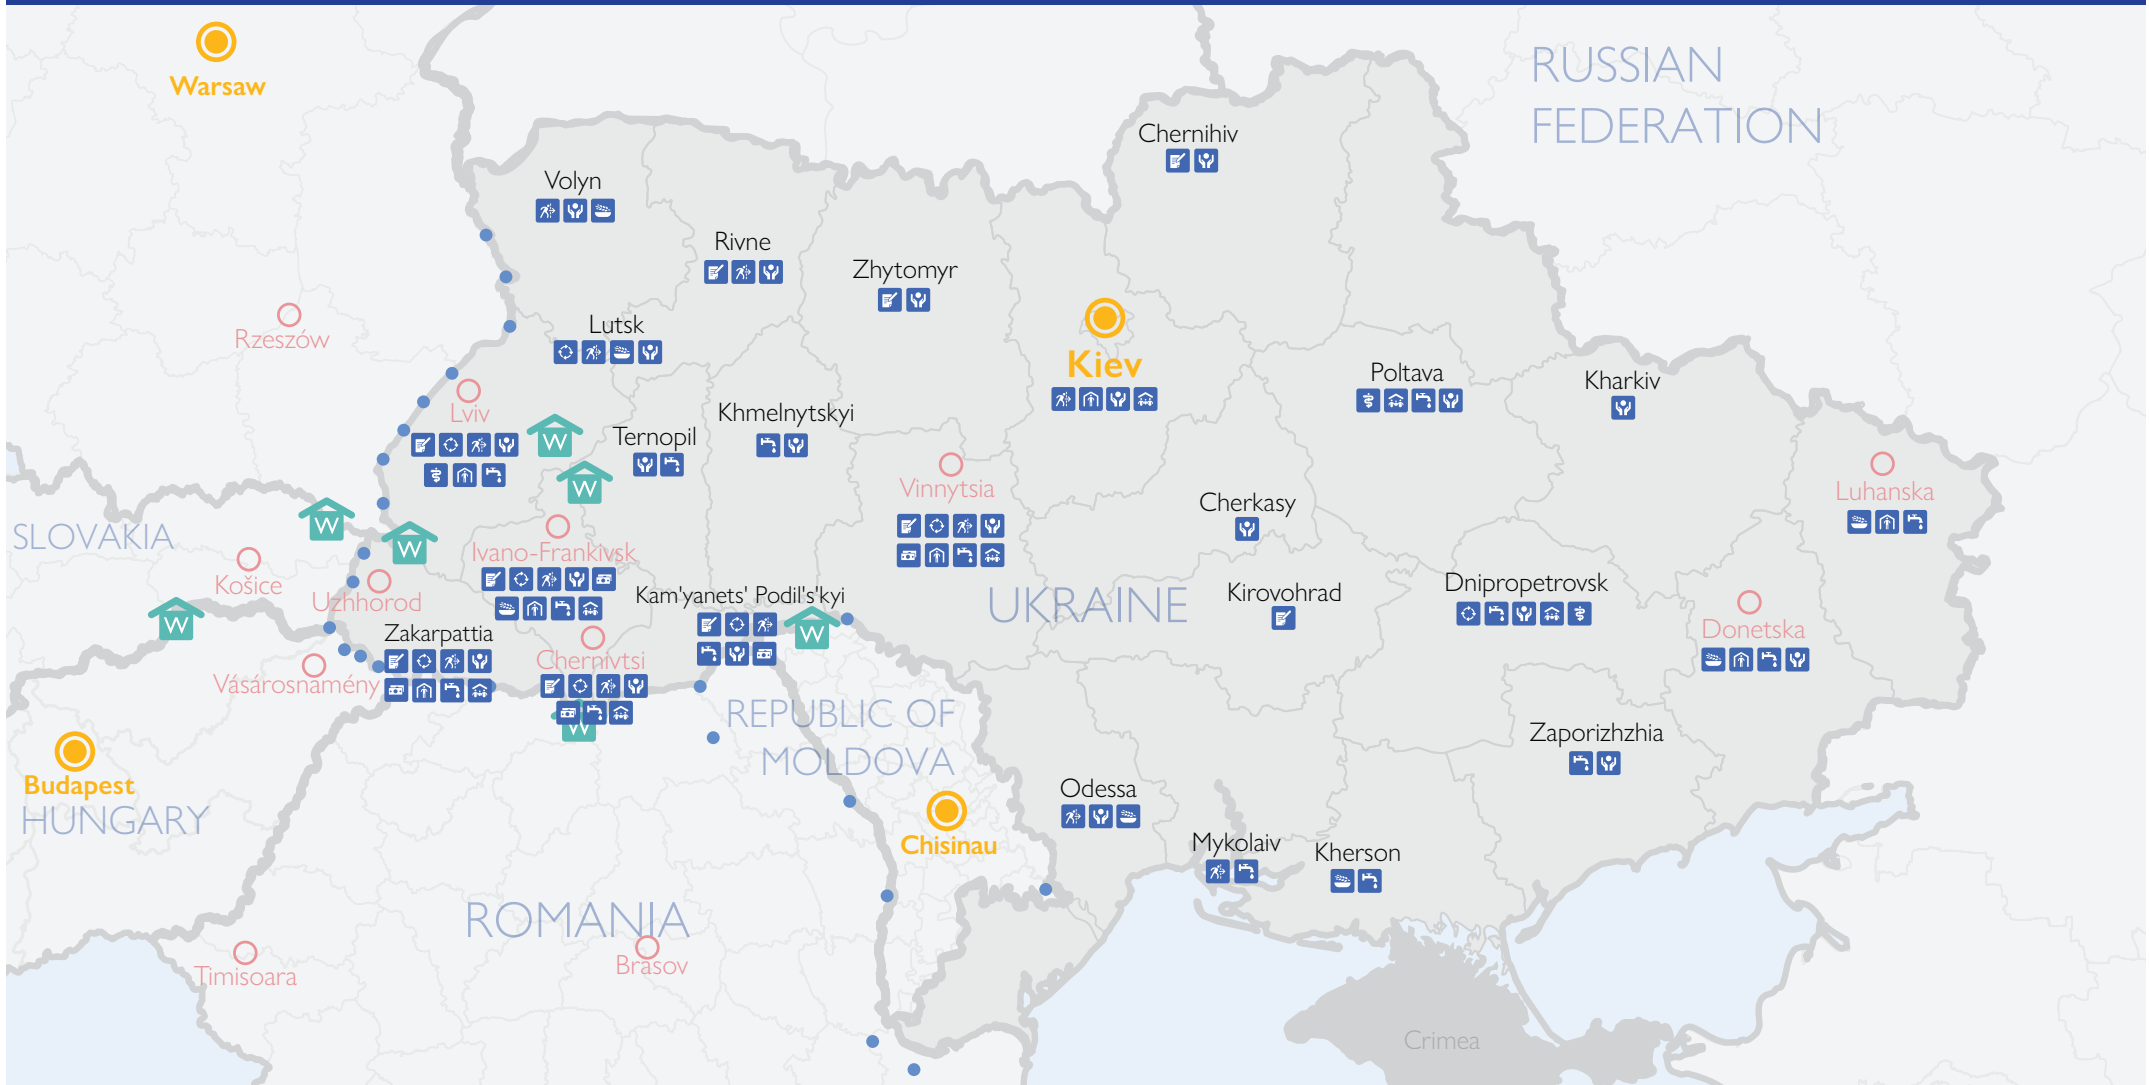 RUSSIAN
FEDERATION
Warsaw
Chernihiv
Volyn
Rivne
Zhytomyr
Rzeszów
Lutsk
Kiev
Poltava
Kharkiv
Lviv
Khmelnytskyi
Ternopil
W
W
Vinnytsia
Luhanska
Cherkasy
SLOVAKIA
W
W
Ivano-Frankivsk
Košice
Uzhhorod
Kam'yanets' Podil's'kyi
UKRAINE
Kirovohrad
Dnipropetrovsk
W
W
Zakarpattia
Donetska
Chernivtsi
Vásárosnamény
W
REPUBLIC OF
MOLDOVA
Zaporizhzhia
Budapest
HUNGARY
Odessa
Chisinau
Mykolaiv
Kherson
ROMANIA
Brasov
Timisoara
Crimea